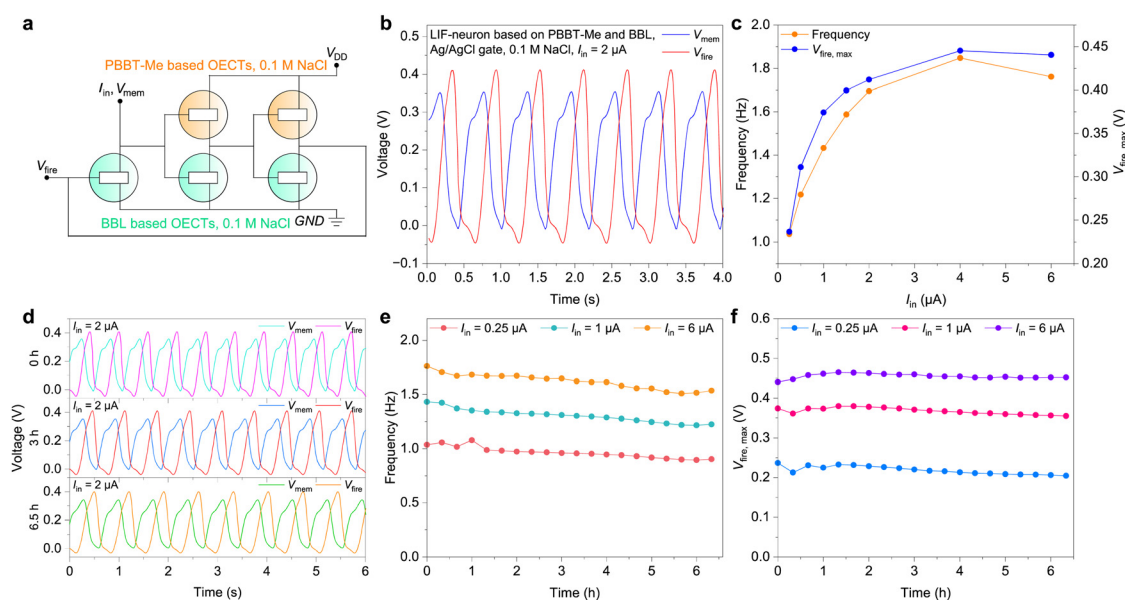 a
PBBT-Me based OECTs, 0.1 M NaCl
V_DD
I_in, V_mem
V_fire
BBL based OECTs, 0.1 M NaCl
GND
b
LIF-neuron based on PBBT-Me and BBL,
Ag/AgCl gate, 0.1 M NaCl, I_in = 2 µA
V_mem
V_fire
Voltage (V)
0.5
0.4
0.3
0.2
0.1
0.0
−0.1
0.0 0.5 1.0 1.5 2.0 2.5 3.0 3.5 4.0
Time (s)
c
Frequency
V_fire, max
Frequency (Hz)
2.0
1.8
1.6
1.4
1.2
1.0
V_fire, max (V)
0.45
0.40
0.35
0.30
0.25
0.20
0 1 2 3 4 5 6
I_in (µA)
d
Voltage (V)
0 h
I_in = 2 µA
V_mem V_fire
0.4
0.2
0.0
3 h
I_in = 2 µA
V_mem V_fire
0.4
0.2
0.0
6.5 h
I_in = 2 µA
V_mem V_fire
0.4
0.2
0.0
0 1 2 3 4 5 6
Time (s)
e
I_in = 0.25 µA I_in = 1 µA I_in = 6 µA
Frequency (Hz)
2.0
1.5
1.0
0.5
0.0
0 1 2 3 4 5 6
Time (h)
f
I_in = 0.25 µA I_in = 1 µA I_in = 6 µA
V_fire, max (V)
0.6
0.5
0.4
0.3
0.2
0.1
0.0
0 1 2 3 4 5 6
Time (h)